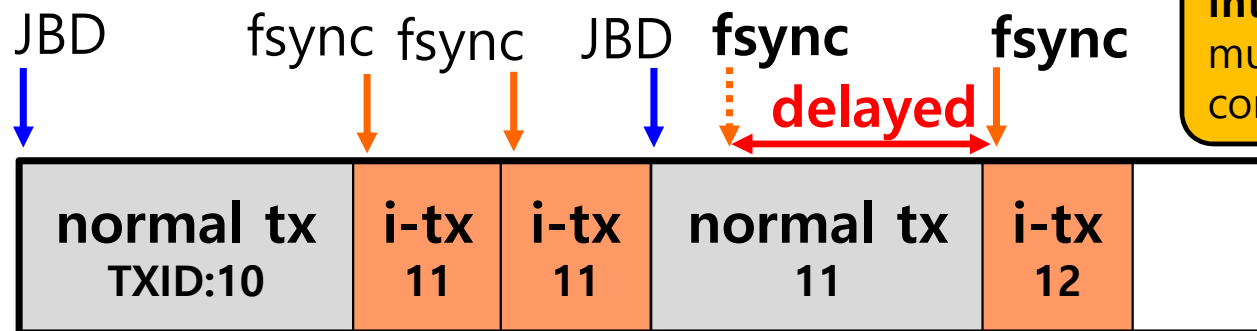 JBD fsync fsync JBD fsync fsync
delayed
normal tx i-tx i-tx normal tx i-tx
TXID:10 11 11 11 12